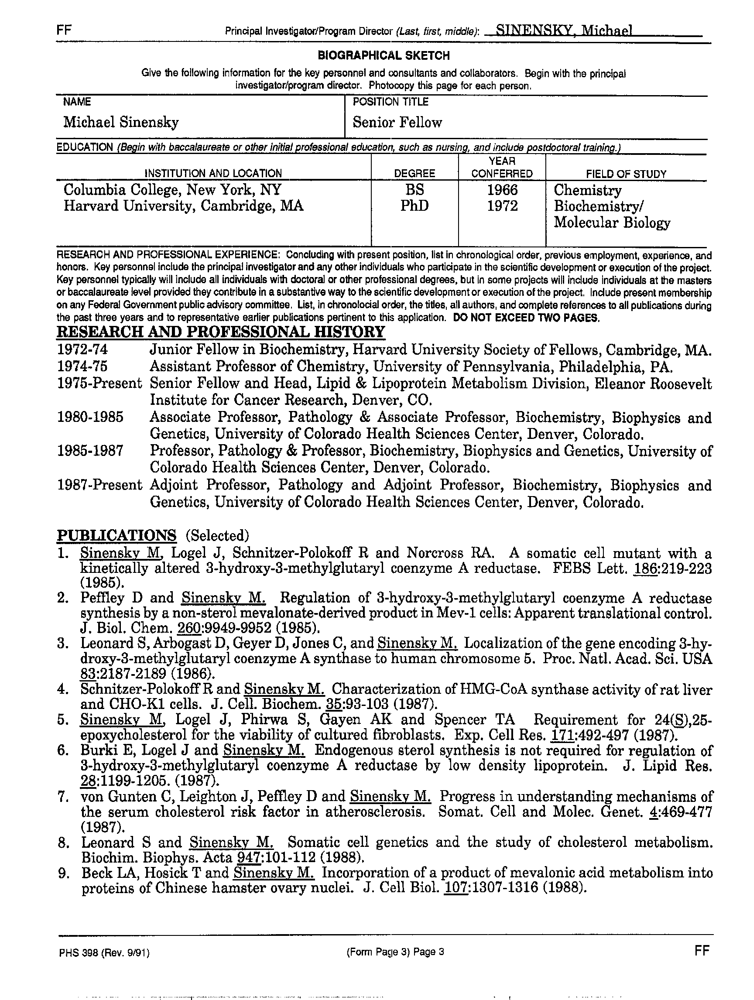 FF Principal Investigator/Program Director (Last, first, middle): SINENSKY, Michael
BIOGRAPHICAL SKETCH
Give the following information for the key personnel and consultants and collaborators. Begin with the principal
investigator/program director. Photocopy this page for each person.
NAME POSITION TITLE
Michael Sinensky Senior Fellow
EDUCATION (Begin with baccalaureate or other initial professional education, such as nursing, and include postdoctoral training.)
INSTITUTION AND LOCATION DEGREE YEAR CONFERRED FIELD OF STUDY
Columbia College, New York, NY BS 1966 Chemistry
Harvard University, Cambridge, MA PhD 1972 Biochemistry/
Molecular Biology
RESEARCH AND PROFESSIONAL EXPERIENCE: Concluding with present position, list in chronological order, previous employment, experience, and
honors. Key personnel include the principal investigator and any other individuals who participate in the scientific development or execution of the project.
Key personnel typically will include all individuals with doctoral or other professional degrees, but in some projects will include individuals at the masters
or baccalaureate level provided they contribute in a substantive way to the scientific development or execution of the project. Include present membership
on any Federal Government public advisory committee. List, in chronolocial order, the titles, all authors, and complete references to all publications during
the past three years and to representative earlier publications pertinent to this application. DO NOT EXCEED TWO PAGES.
RESEARCH AND PROFESSIONAL HISTORY
1972-74 Junior Fellow in Biochemistry, Harvard University Society of Fellows, Cambridge, MA.
1974-75 Assistant Professor of Chemistry, University of Pennsylvania, Philadelphia, PA.
1975-Present Senior Fellow and Head, Lipid & Lipoprotein Metabolism Division, Eleanor Roosevelt
Institute for Cancer Research, Denver, CO.
1980-1985 Associate Professor, Pathology & Associate Professor, Biochemistry, Biophysics and
Genetics, University of Colorado Health Sciences Center, Denver, Colorado.
1985-1987 Professor, Pathology & Professor, Biochemistry, Biophysics and Genetics, University of
Colorado Health Sciences Center, Denver, Colorado.
1987-Present Adjoint Professor, Pathology and Adjoint Professor, Biochemistry, Biophysics and
Genetics, University of Colorado Health Sciences Center, Denver, Colorado.
PUBLICATIONS (Selected)
1. Sinensky M, Logel J, Schnitzer-Polokoff R and Norcross RA. A somatic cell mutant with a
kinetically altered 3-hydroxy-3-methylglutaryl coenzyme A reductase. FEBS Lett. 186:219-223
(1985).
2. Peffley D and Sinensky M. Regulation of 3-hydroxy-3-methylglutaryl coenzyme A reductase
synthesis by a non-sterol mevalonate-derived product in Mev-1 cells: Apparent translational control.
J. Biol. Chem. 260:9949-9952 (1985).
3. Leonard S, Arbogast D, Geyer D, Jones C, and Sinensky M. Localization of the gene encoding 3-hy-
droxy-3-methylglutaryl coenzyme A synthase to human chromosome 5. Proc. Natl. Acad. Sci. USA
83:2187-2189 (1986).
4. Schnitzer-Polokoff R and Sinensky M. Characterization of HMG-CoA synthase activity of rat liver
and CHO-K1 cells. J. Cell. Biochem. 35:93-103 (1987).
5. Sinensky M, Logel J, Phirwa S, Gayen AK and Spencer TA Requirement for 24(S),25-
epoxycholesterol for the viability of cultured fibroblasts. Exp. Cell Res. 171:492-497 (1987).
6. Burki E, Logel J and Sinensky M. Endogenous sterol synthesis is not required for regulation of
3-hydroxy-3-methylglutaryl coenzyme A reductase by low density lipoprotein. J. Lipid Res.
28:1199-1205. (1987).
7. von Gunten C, Leighton J, Peffley D and Sinensky M. Progress in understanding mechanisms of
the serum cholesterol risk factor in atherosclerosis. Somat. Cell and Molec. Genet. 4:469-477
(1987).
8. Leonard S and Sinensky M. Somatic cell genetics and the study of cholesterol metabolism.
Biochim. Biophys. Acta 947:101-112 (1988).
9. Beck LA, Hosick T and Sinensky M. Incorporation of a product of mevalonic acid metabolism into
proteins of Chinese hamster ovary nuclei. J. Cell Biol. 107:1307-1316 (1988).
PHS 398 (Rev. 9/91) (Form Page 3) Page 3 FF